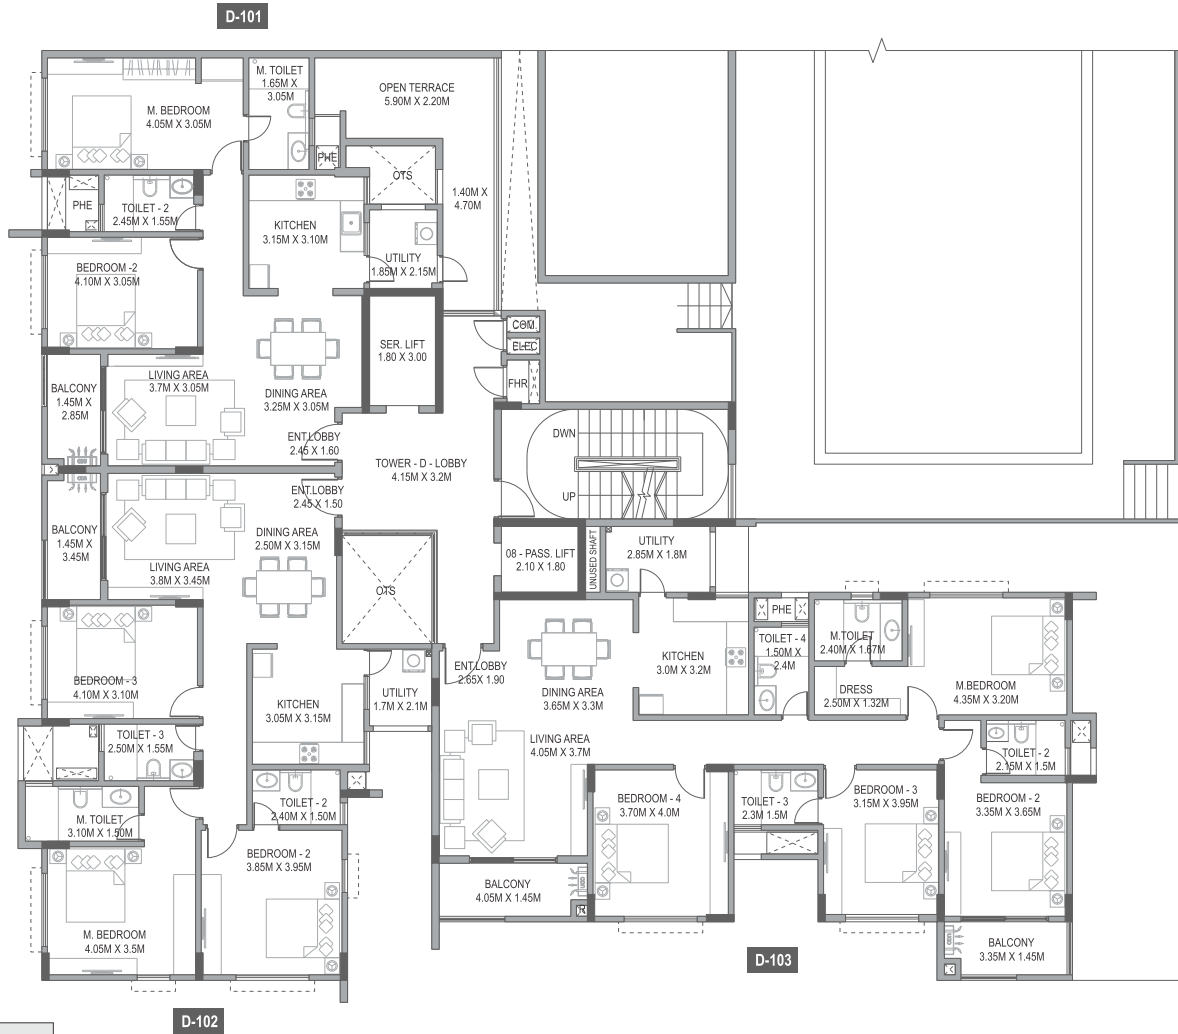 D-101
M. TOILET
1.65M X
3.05M
OPEN TERRACE
5.90M X 2.20M
M. BEDROOM
4.05M X 3.05M
PHE
OTS
1.40M X
4.70M
PHE
TOILET - 2
2.45M X 1.55M
KITCHEN
3.15M X 3.10M
UTILITY
1.85M X 2.15M
BEDROOM -2
4.10M X 3.05M
COM.
ELEC
SER. LIFT
1.80 X 3.00
FHR
LIVING AREA
3.7M X 3.05M
BALCONY
1.45M X
2.85M
DINING AREA
3.25M X 3.05M
ENT.LOBBY
2.45 X 1.60
DWN
UP
TOWER - D - LOBBY
4.15M X 3.2M
ENT.LOBBY
2.45 X 1.50
BALCONY
1.45M X
3.45M
DINING AREA
2.50M X 3.15M
LIVING AREA
3.8M X 3.45M
OTS
08 - PASS. LIFT
2.10 X 1.80
UNUSED SHAFT
UTILITY
2.85M X 1.8M
PHE
TOILET - 4
1.50M X
2.4M
M.TOILET
2.40M X 1.67M
KITCHEN
3.0M X 3.2M
ENT.LOBBY
2.65X 1.90
DINING AREA
3.65M X 3.3M
DRESS
2.50M X 1.32M
M.BEDROOM
4.35M X 3.20M
BEDROOM - 3
4.10M X 3.10M
KITCHEN
3.05M X 3.15M
UTILITY
1.7M X 2.1M
TOILET - 3
2.50M X 1.55M
LIVING AREA
4.05M X 3.7M
TOILET - 2
2.15M X 1.5M
M. TOILET
3.10M X 1.50M
TOILET - 2
2.40M X 1.50M
BEDROOM - 4
3.70M X 4.0M
TOILET - 3
2.3M 1.5M
BEDROOM - 3
3.15M X 3.95M
BEDROOM - 2
3.35M X 3.65M
BEDROOM - 2
3.85M X 3.95M
BALCONY
4.05M X 1.45M
M. BEDROOM
4.05M X 3.5M
BALCONY
3.35M X 1.45M
D-103
D-102